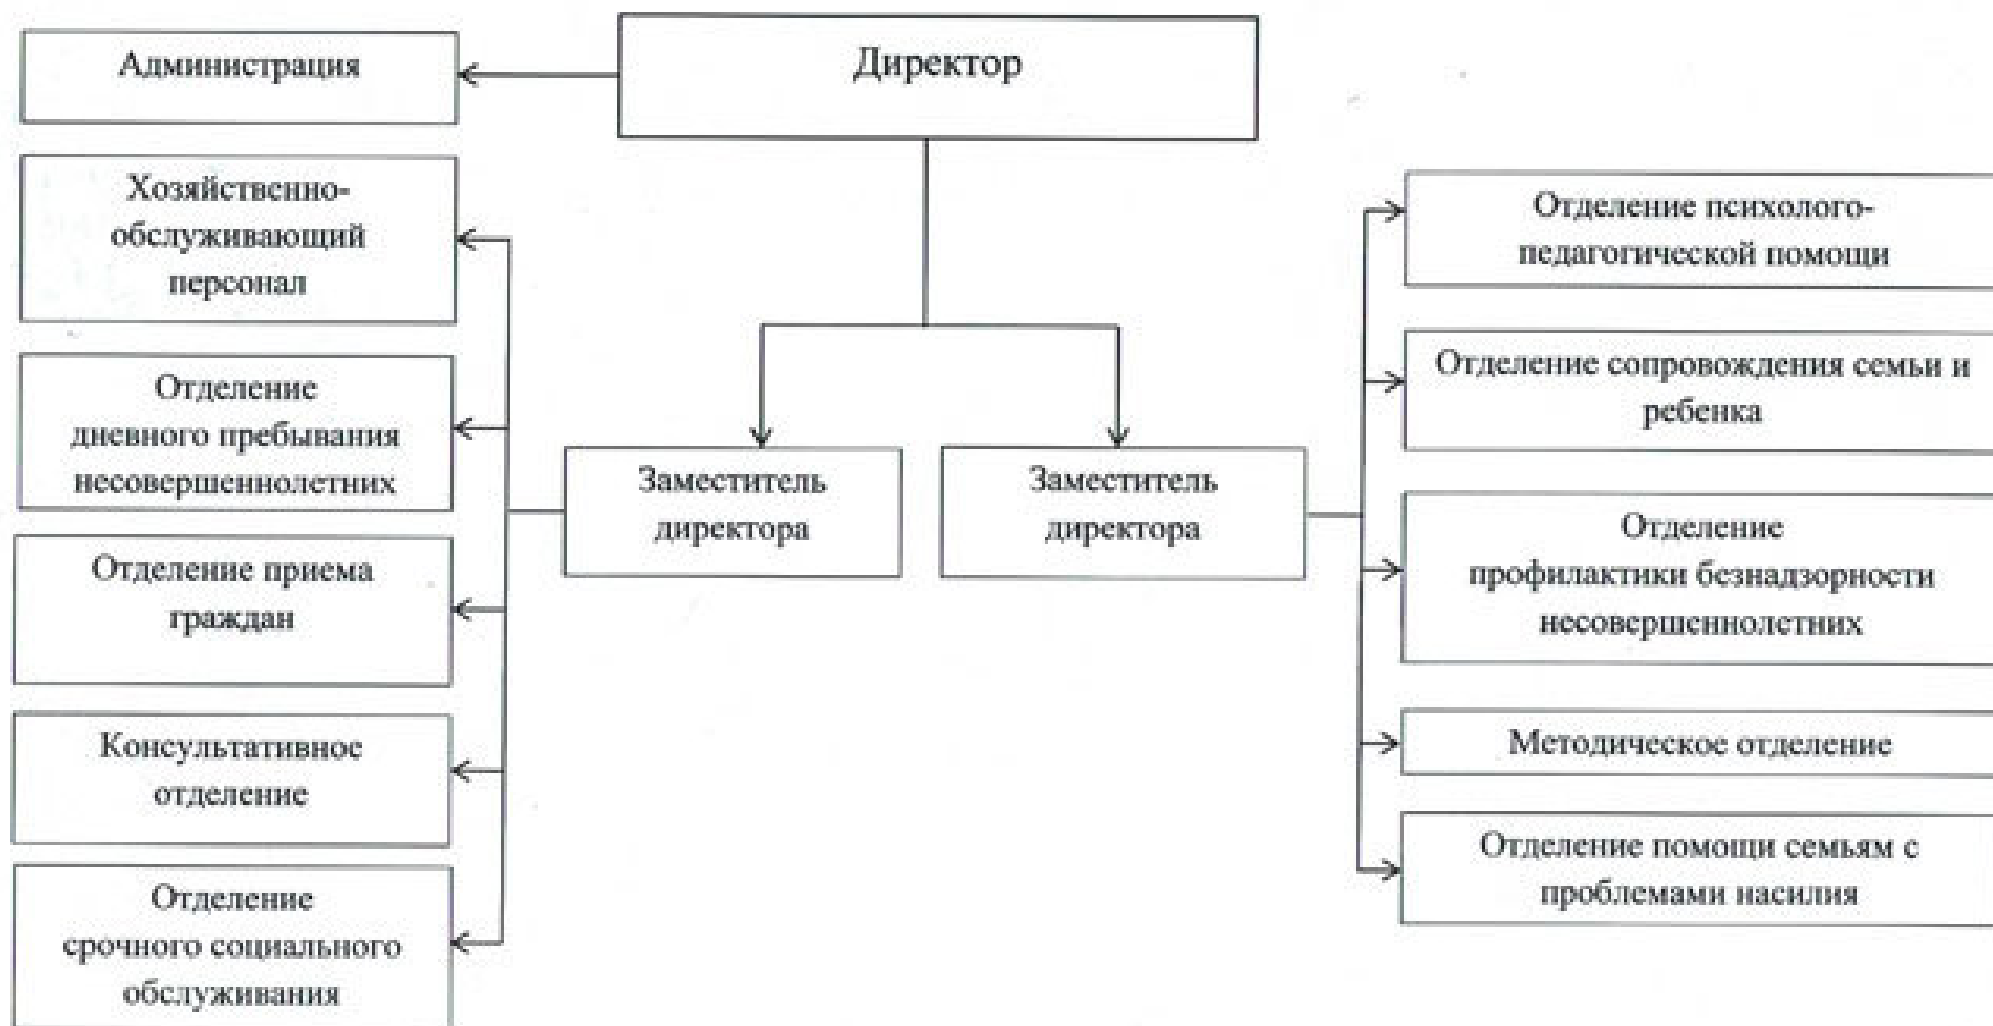 Директор
Администрация
Хозяйственно-
обслуживающий
персонал
Отделение
дневного пребывания
несовершеннолетних
Отделение приема
граждан
Консультативное
отделение
Отделение
срочного социального
обслуживания
Заместитель
директора
Заместитель
директора
Отделение психолого-
педагогической помощи
Отделение сопровождения семьи и
ребенка
Отделение
профилактики безнадзорности
несовершеннолетних
Методическое отделение
Отделение помощи семьям с
проблемами насилия